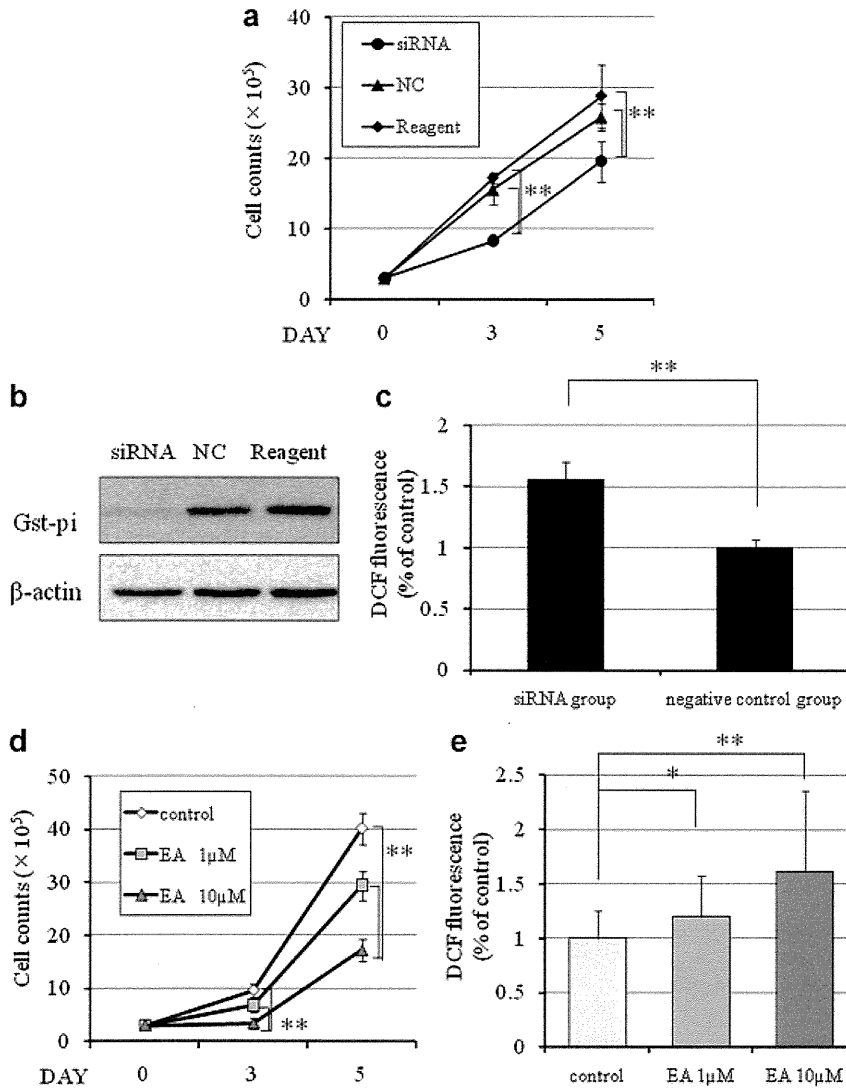 a
siRNA
NC
Reagent
Cell counts (×10⁵)
40
30
20
10
0
**
**
DAY 0 3 5
b
siRNA NC Reagent
Gst-pi
β-actin
c
**
DCF fluorescence
(% of control)
2
1.5
1
0.5
0
siRNA group negative control group
d
control
EA 1μM
EA 10μM
Cell counts (×10⁵)
50
40
30
20
10
0
**
**
DAY 0 3 5
e
**
*
DCF fluorescence
(% of control)
2.5
2
1.5
1
0.5
0
control EA 1μM EA 10μM